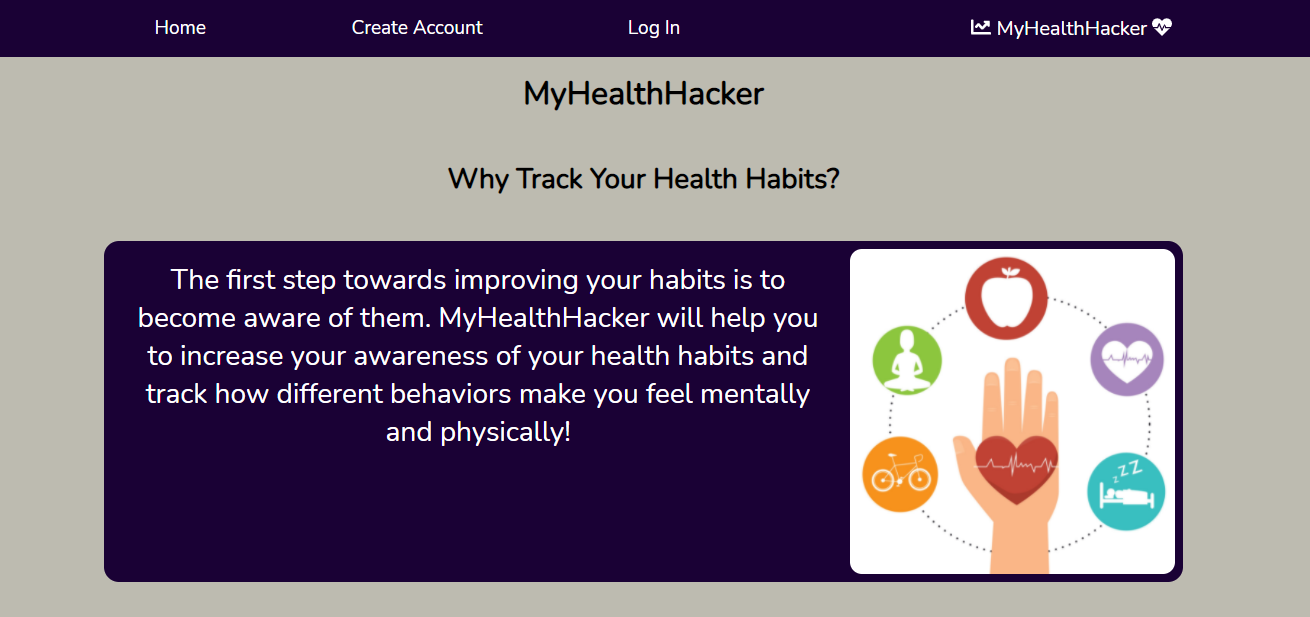 Home Create Account Log In MyHealthHacker
MyHealthHacker
Why Track Your Health Habits?
The first step towards improving your habits is to
become aware of them. MyHealthHacker will help you
to increase your awareness of your health habits and
track how different behaviors make you feel mentally
and physically!
z Z Z